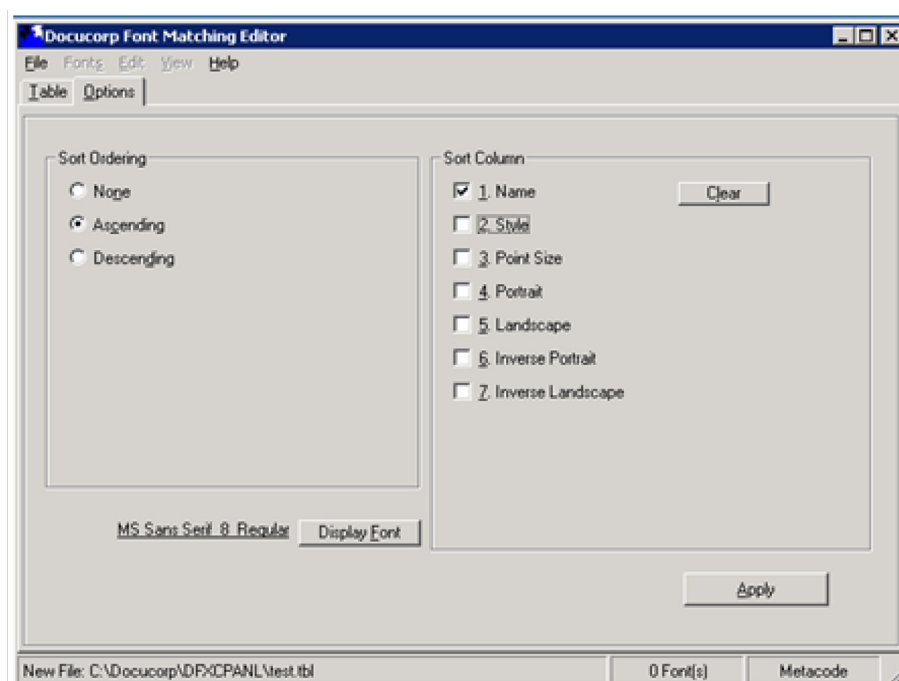 Docucorp Font Matching Editor
File Fonts Edit View Help
Table Options
Sort Ordering
None
Ascending
Descending
MS Sans Serif 8 Regular Display Font
Sort Column
1. Name Clear
2. Style
3. Point Size
4. Portrait
5. Landscape
6. Inverse Portrait
7. Inverse Landscape
Apply
New File: C:\Docucorp\DFXCPANL\test.tbl 0 Font(s) Metacode